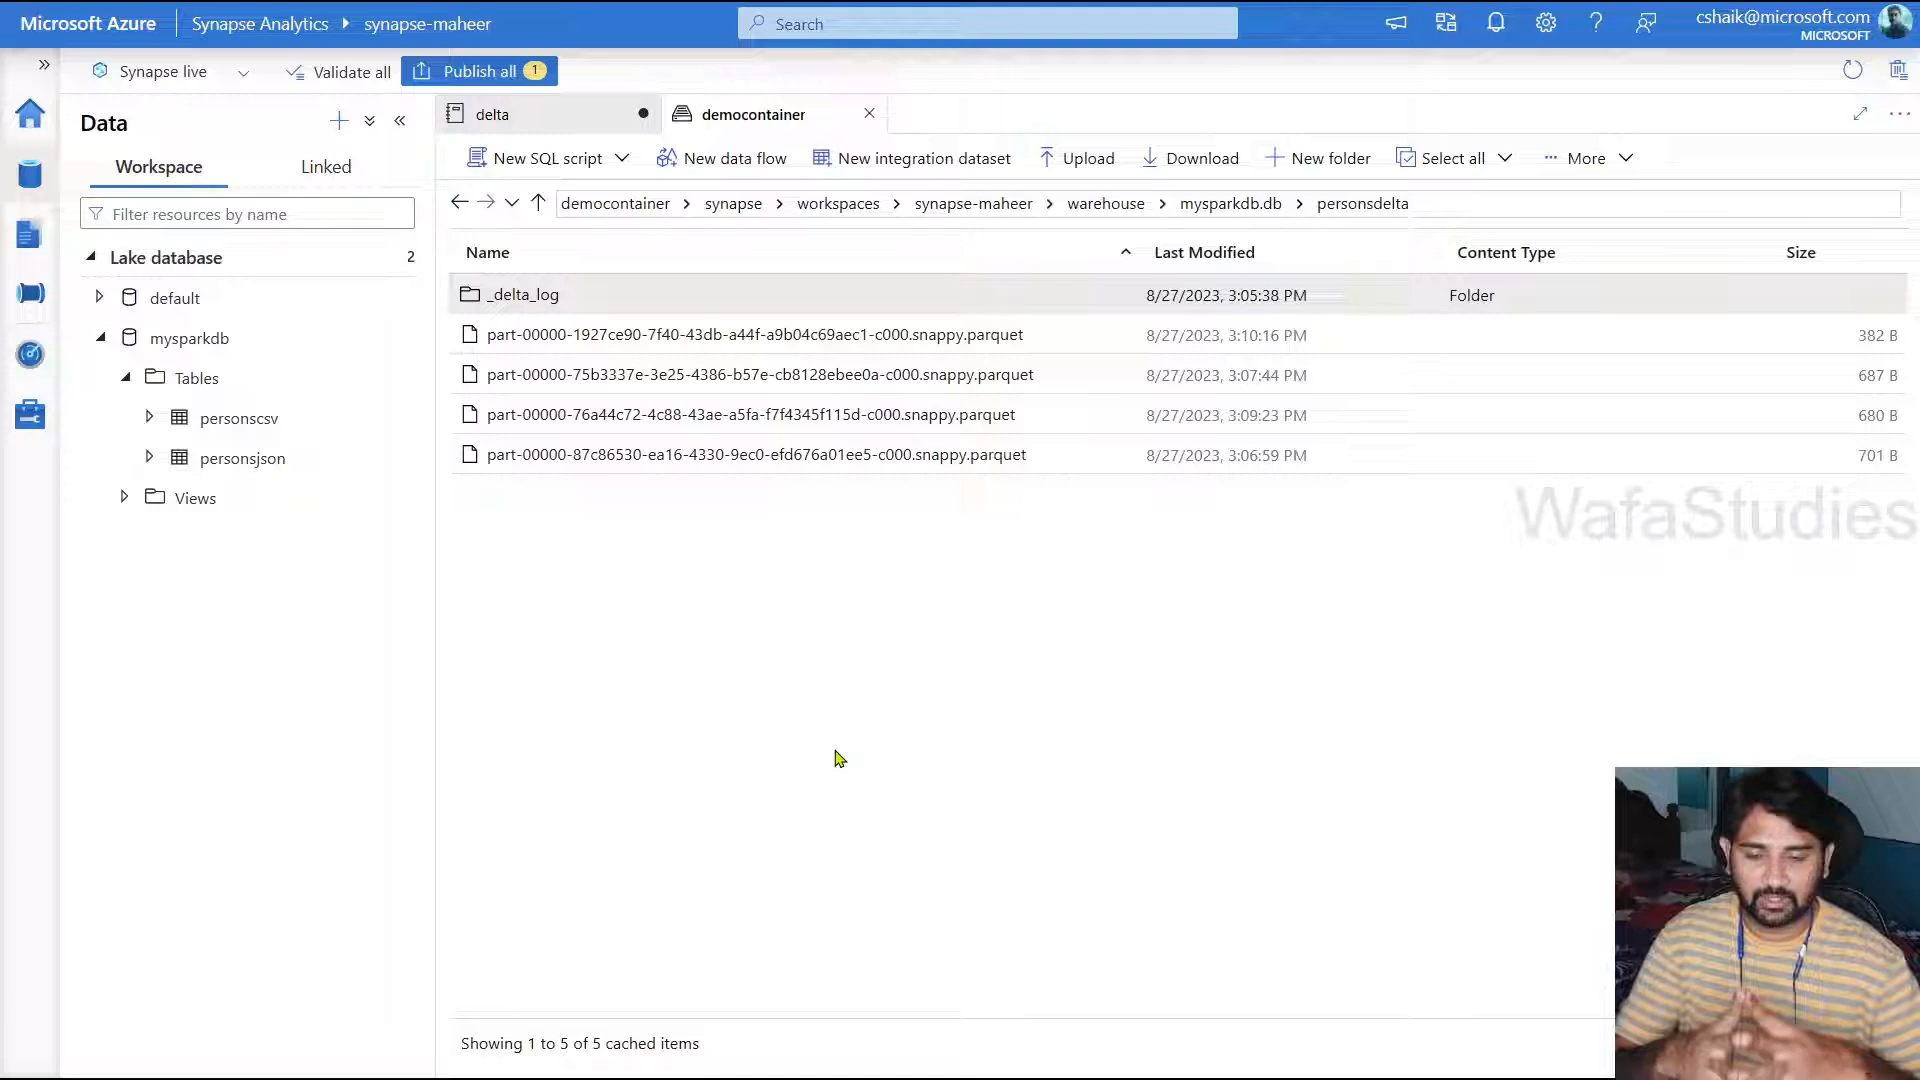 Microsoft Azure
Synapse Analytics
synapse-maheer
Search
cshaik@microsoft.com
MICROSOFT
Synapse live
Validate all
Publish all 1
Data
Workspace
Linked
Filter resources by name
Lake database 2
default
mysparkdb
Tables
personscsv
personsjson
Views
delta
democontainer
New SQL script
New data flow
New integration dataset
Upload
Download
New folder
Select all
More
democontainer > synapse > workspaces > synapse-maheer > warehouse > mysparkdb.db > personsdelta
Name Last Modified Content Type Size
_delta_log 8/27/2023, 3:05:38 PM Folder
part-00000-1927ce90-7f40-43db-a44f-a9b04c69aec1-c000.snappy.parquet 8/27/2023, 3:10:16 PM 382 B
part-00000-75b3337e-3e25-4386-b57e-cb8128ebee0a-c000.snappy.parquet 8/27/2023, 3:07:44 PM 687 B
part-00000-76a44c72-4c88-43ae-a5fa-f7f4345f115d-c000.snappy.parquet 8/27/2023, 3:09:23 PM 680 B
part-00000-87c86530-ea16-4330-9ec0-efd676a01ee5-c000.snappy.parquet 8/27/2023, 3:06:59 PM 701 B
WafaStudies
Showing 1 to 5 of 5 cached items